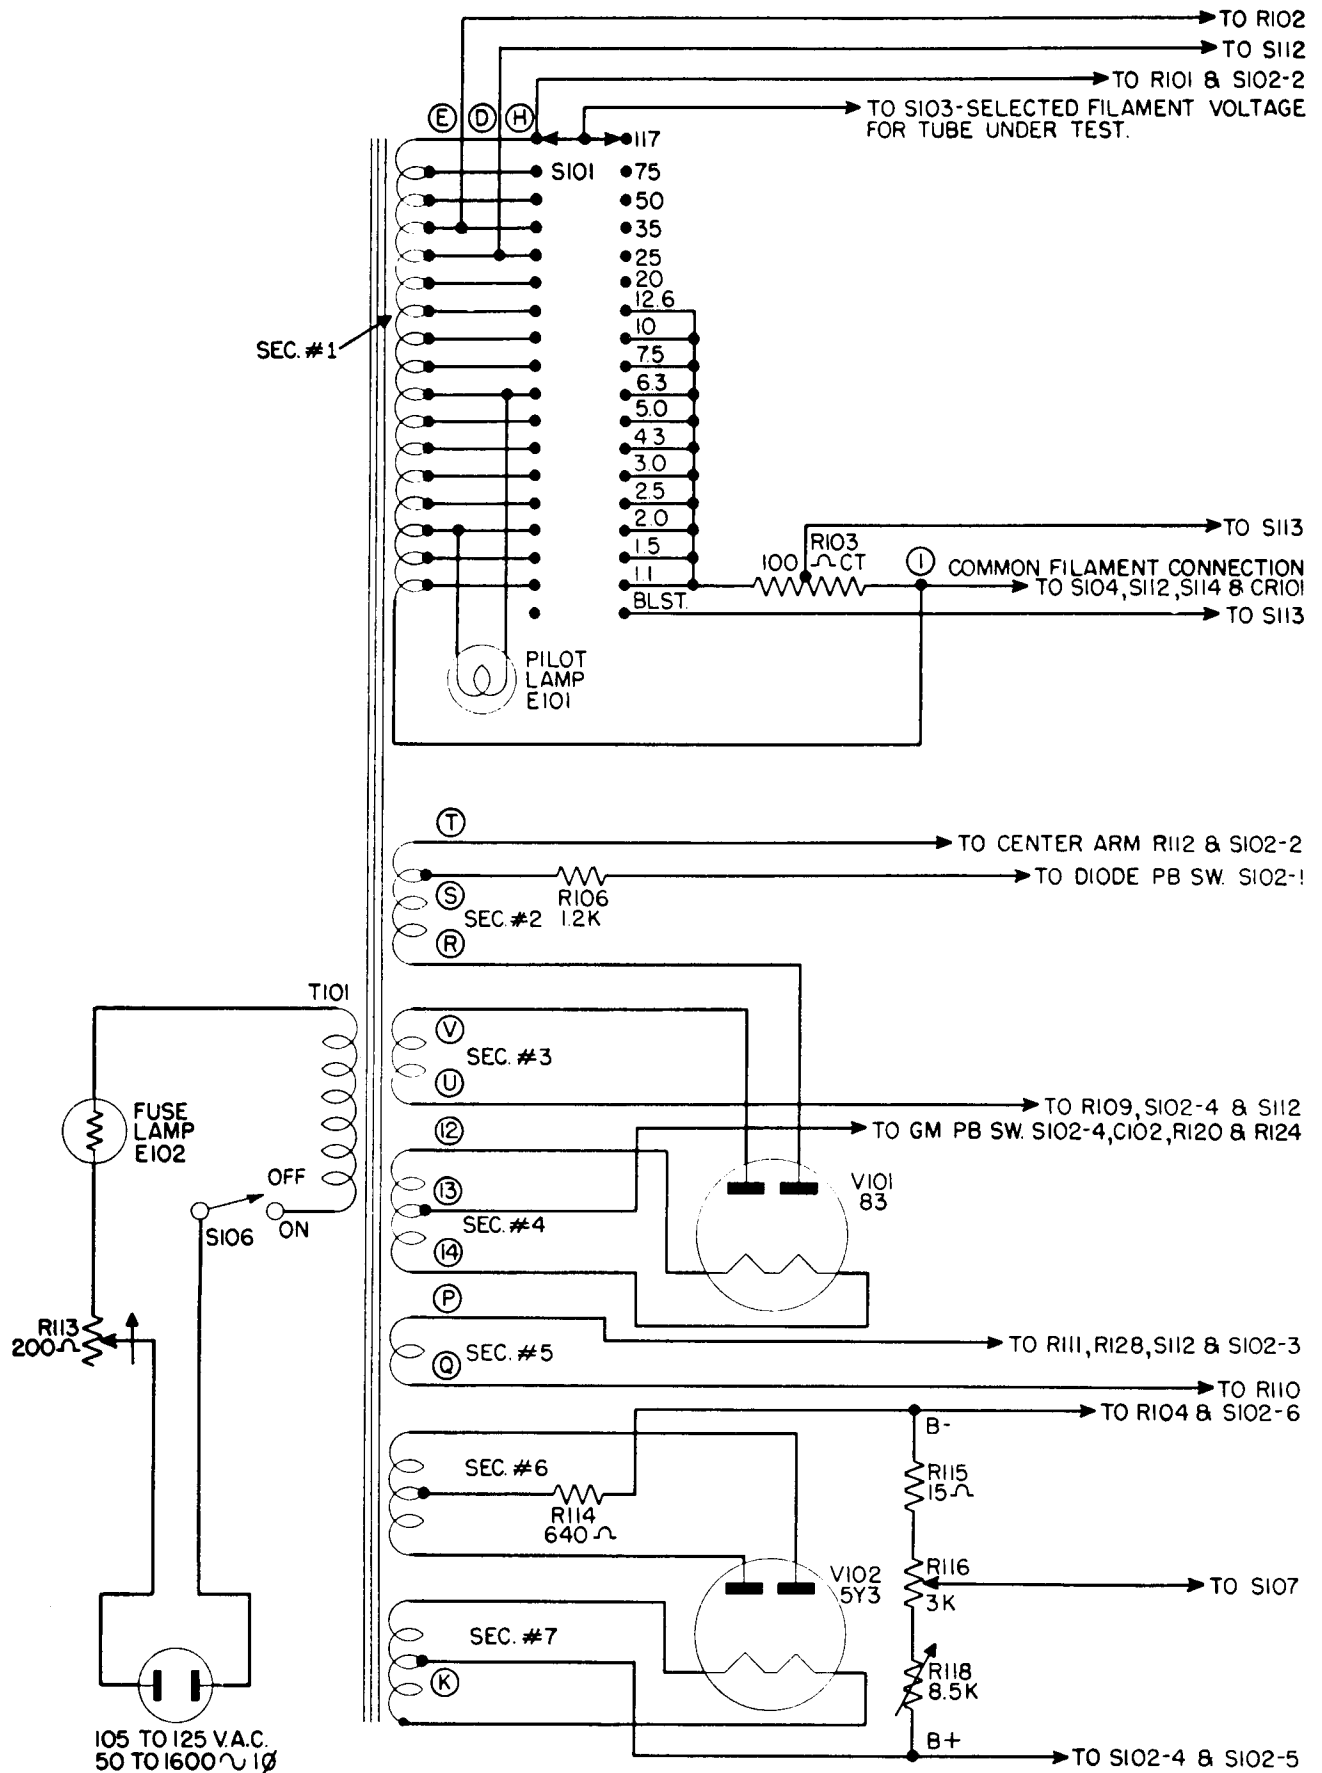 TO R102
TO S112
TO R101 & S102-2
TO S103-SELECTED FILAMENT VOLTAGE
FOR TUBE UNDER TEST.
E D H
117
S101
75
50
35
25
20
12.6
10
7.5
6.3
5.0
4.3
3.0
2.5
2.0
1.5
1.1
BLST.
SEC. #1
R103
100 Ω CT
TO S113
I
COMMON FILAMENT CONNECTION
TO S104, S112, S114 & CR101
TO S113
PILOT
LAMP
E101
T
TO CENTER ARM R112 & S102-2
S
SEC. #2
R106
1.2K
TO DIODE PB SW. S102-1
R
T101
V
SEC. #3
U
TO R109, S102-4 & S112
12
TO GM PB SW. S102-4, C102, R120 & R124
13
SEC. #4
14
V101
83
FUSE
LAMP
E102
OFF
S106
ON
R113
200Ω
P
SEC. #5
Q
TO R111, R128, S112 & S102-3
TO R110
TO R104 & S102-6
B-
SEC. #6
R114
640 Ω
R115
15Ω
R116
3K
TO S107
V102
5Y3
SEC. #7
K
R118
8.5K
B+
TO S102-4 & S102-5
105 TO 125 V.A.C.
50 TO 1600 ~ 1Ø